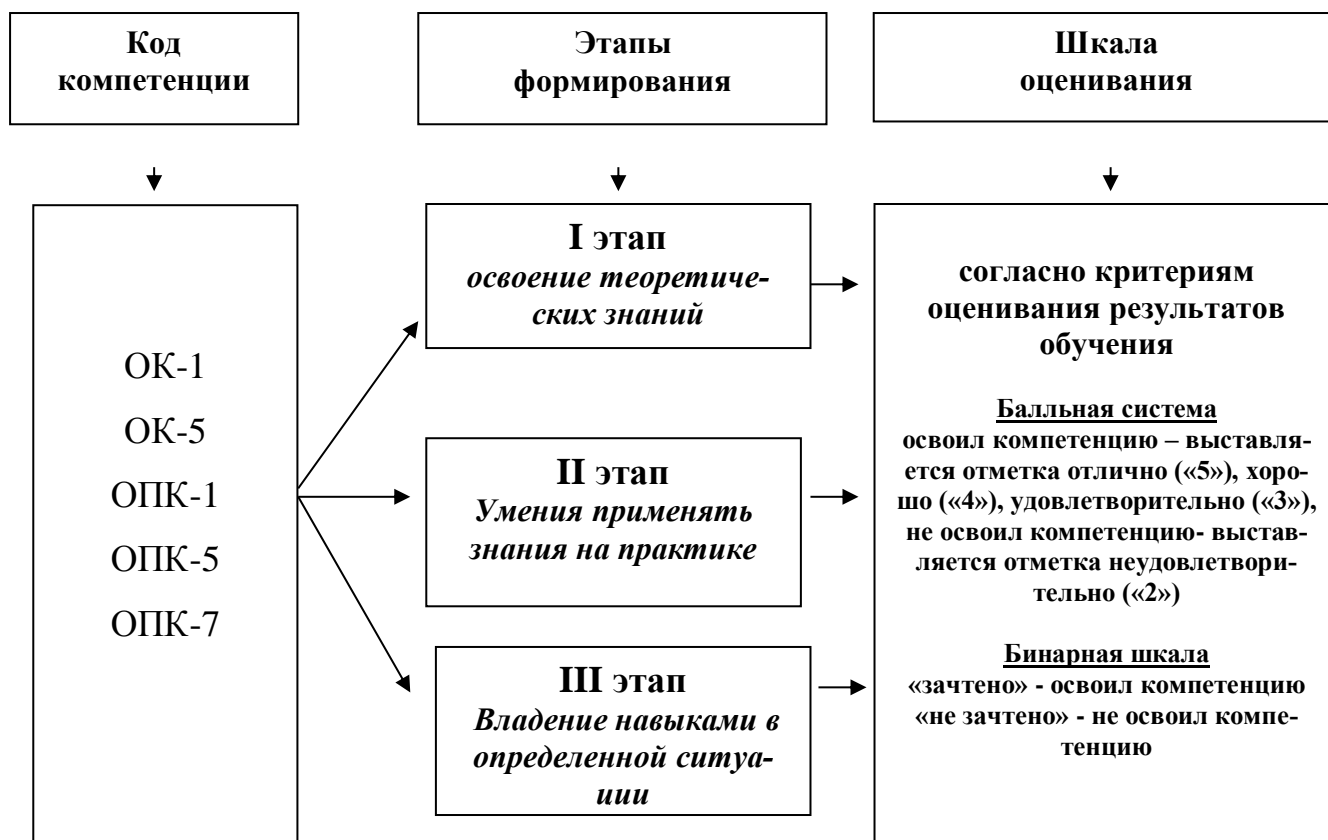 Код
компетенции
Этапы
формирования
Шкала
оценивания
ОК-1
ОК-5
ОПК-1
ОПК-5
ОПК-7
I этап
освоение теоретиче-
ских знаний
II этап
Умения применять
знания на практике
III этап
Владение навыками в
определенной ситуа-
ции
согласно критериям
оценивания результатов
обучения
Балльная система
освоил компетенцию – выставля-
ется отметка отлично («5»), хоро-
шо («4»), удовлетворительно («3»),
не освоил компетенцию- выстав-
ляется отметка неудовлетвори-
тельно («2»)
Бинарная шкала
«зачтено» - освоил компетенцию
«не зачтено» - не освоил компе-
тенцию